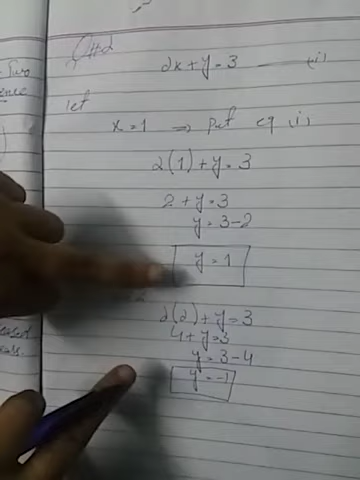 2x + y = 3 (i)
let
x = 1 ⇒ put eq (i)
2(1) + y = 3
2 + y = 3
y = 3 - 2
y = 1
2(2) + y = 3
4 + y = 3
y = 3 - 4
y = -1